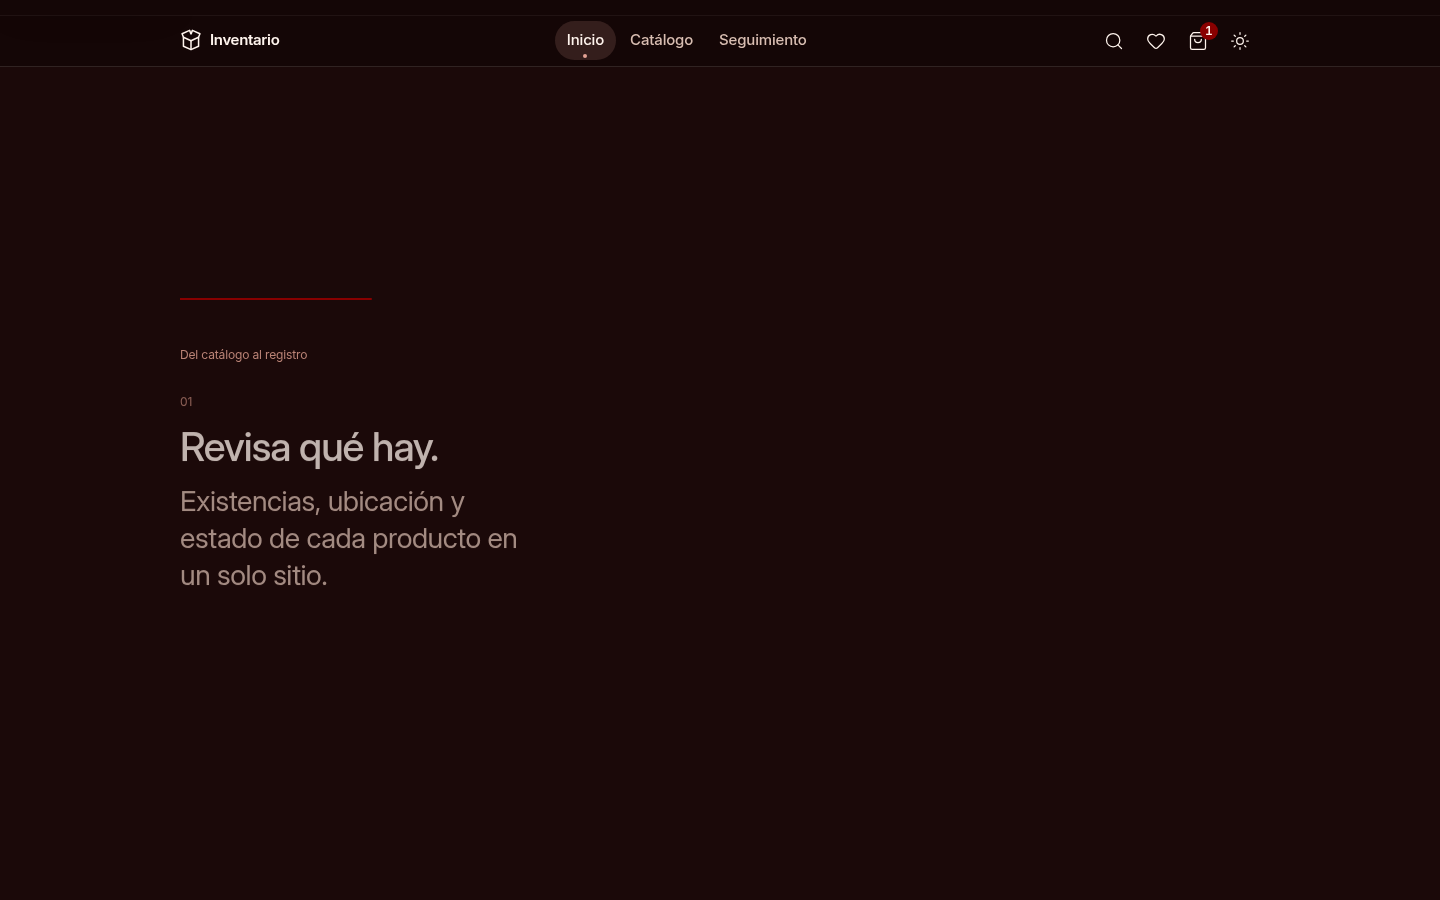 Inventario
Inicio
Catálogo
Seguimiento
1
Del catálogo al registro
01
Revisa qué hay.
Existencias, ubicación y
estado de cada producto en
un solo sitio.